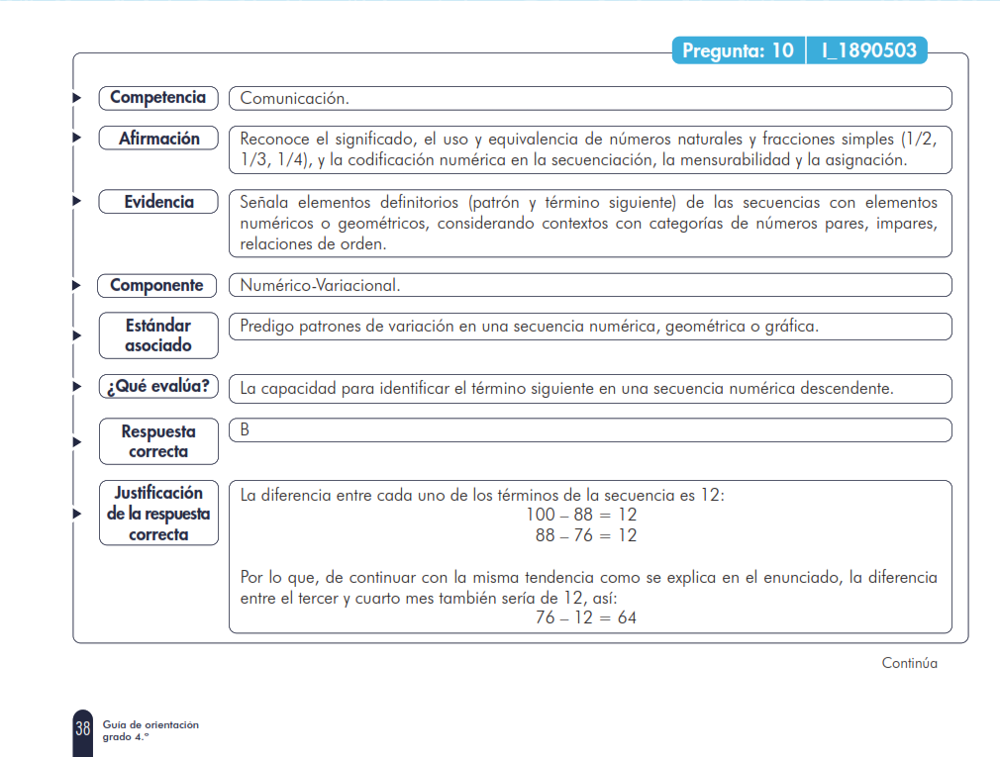 Pregunta: 10 I_1890503
Competencia
Comunicación.
Afirmación
Reconoce el significado, el uso y equivalencia de números naturales y fracciones simples (1/2,
1/3, 1/4), y la codificación numérica en la secuenciación, la mensurabilidad y la asignación.
Evidencia
Señala elementos definitorios (patrón y término siguiente) de las secuencias con elementos
numéricos o geométricos, considerando contextos con categorías de números pares, impares,
relaciones de orden.
Componente
Numérico-Variacional.
Estándar
asociado
Predigo patrones de variación en una secuencia numérica, geométrica o gráfica.
¿Qué evalúa?
La capacidad para identificar el término siguiente en una secuencia numérica descendente.
Respuesta
correcta
B
Justificación
de la respuesta
correcta
La diferencia entre cada uno de los términos de la secuencia es 12:
100 – 88 = 12
88 – 76 = 12
Por lo que, de continuar con la misma tendencia como se explica en el enunciado, la diferencia
entre el tercer y cuarto mes también sería de 12, así:
76 – 12 = 64
Continúa
38
Guía de orientación
grado 4.º